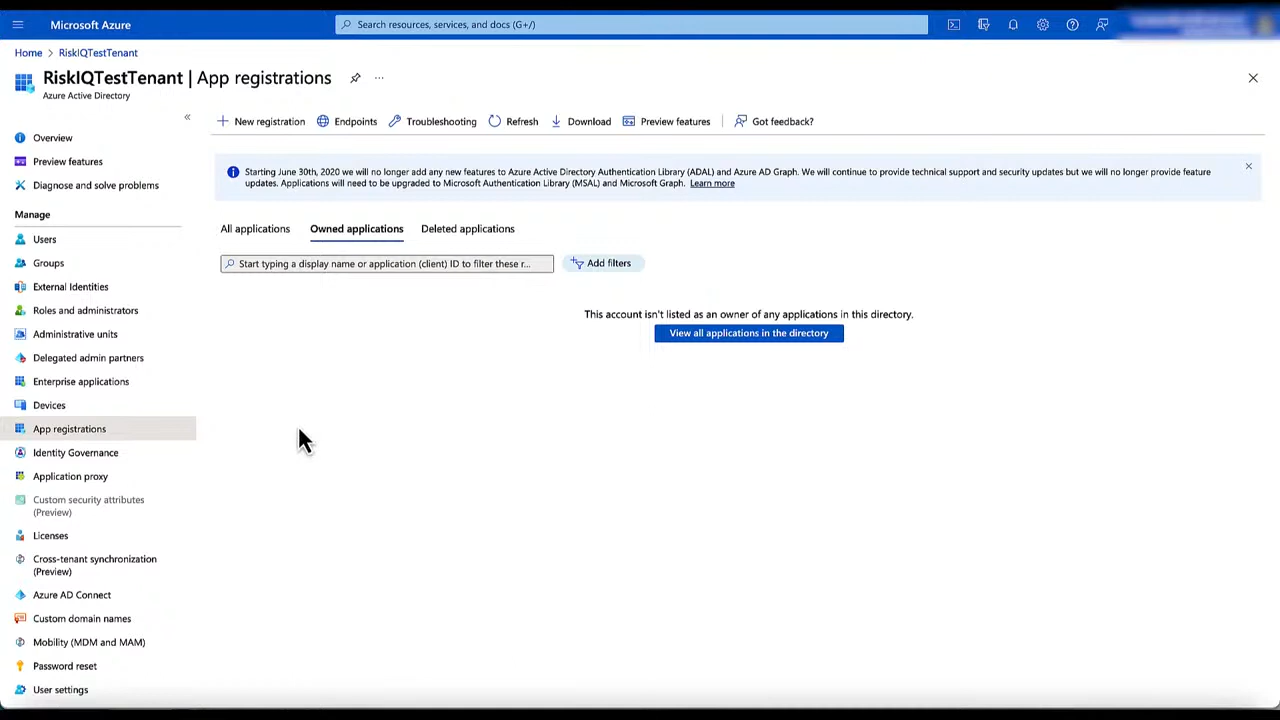 Microsoft Azure
Search resources, services, and docs (G+/)
Home > RiskIQTestTenant
RiskIQTestTenant | App registrations
Azure Active Directory
Overview
Preview features
Diagnose and solve problems
Manage
Users
Groups
External Identities
Roles and administrators
Administrative units
Delegated admin partners
Enterprise applications
Devices
App registrations
Identity Governance
Application proxy
Custom security attributes
(Preview)
Licenses
Cross-tenant synchronization
(Preview)
Azure AD Connect
Custom domain names
Mobility (MDM and MAM)
Password reset
User settings
New registration Endpoints Troubleshooting Refresh Download Preview features Got feedback?
Starting June 30th, 2020 we will no longer add any new features to Azure Active Directory Authentication Library (ADAL) and Azure AD Graph. We will continue to provide technical support and security updates but we will no longer provide feature
updates. Applications will need to be upgraded to Microsoft Authentication Library (MSAL) and Microsoft Graph. Learn more
All applications Owned applications Deleted applications
Start typing a display name or application (client) ID to filter these r... Add filters
This account isn't listed as an owner of any applications in this directory.
View all applications in the directory